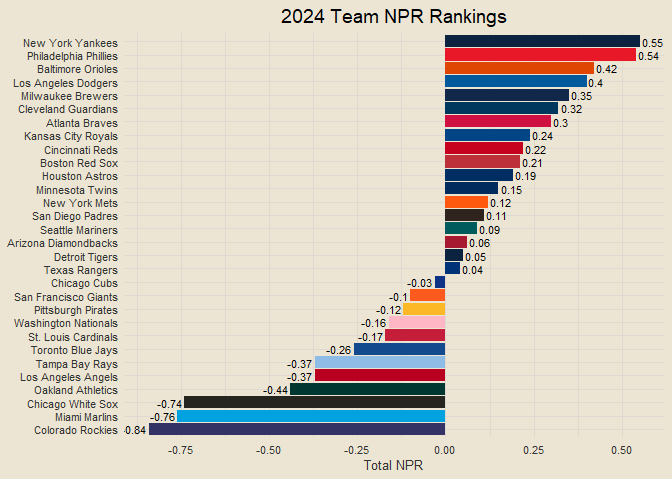 2024 Team NPR Rankings
New York Yankees 0.55
Philadelphia Phillies 0.54
Baltimore Orioles 0.42
Los Angeles Dodgers 0.4
Milwaukee Brewers 0.35
Cleveland Guardians 0.32
Atlanta Braves 0.3
Kansas City Royals 0.24
Cincinnati Reds 0.22
Boston Red Sox 0.21
Houston Astros 0.19
Minnesota Twins 0.15
New York Mets 0.12
San Diego Padres 0.11
Seattle Mariners 0.09
Arizona Diamondbacks 0.06
Detroit Tigers 0.05
Texas Rangers 0.04
Chicago Cubs -0.03
San Francisco Giants -0.1
Pittsburgh Pirates -0.12
Washington Nationals -0.16
St. Louis Cardinals -0.17
Toronto Blue Jays -0.26
Tampa Bay Rays -0.37
Los Angeles Angels -0.37
Oakland Athletics -0.44
Chicago White Sox -0.74
Miami Marlins -0.76
Colorado Rockies -0.84
-0.75 -0.50 -0.25 0.00 0.25 0.50
Total NPR